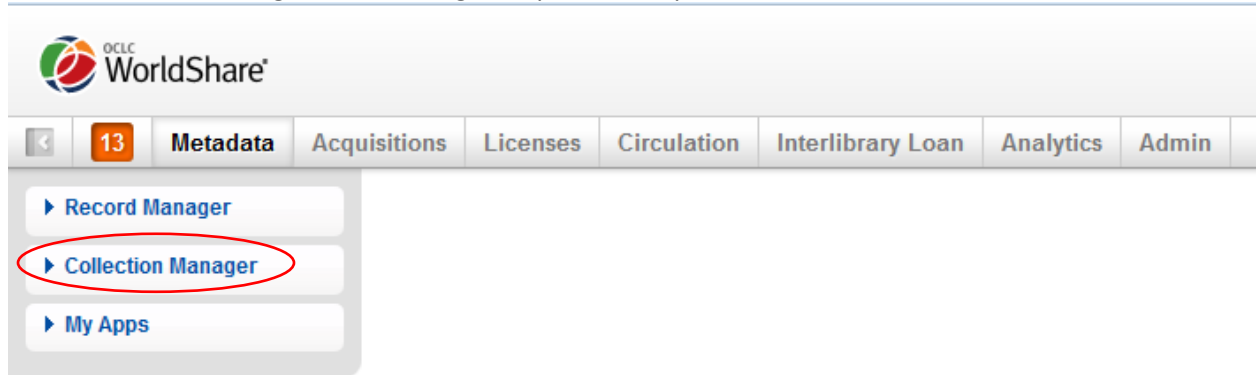 OCLC
WorldShare®
13 Metadata Acquisitions Licenses Circulation Interlibrary Loan Analytics Admin
Record Manager
Collection Manager
My Apps